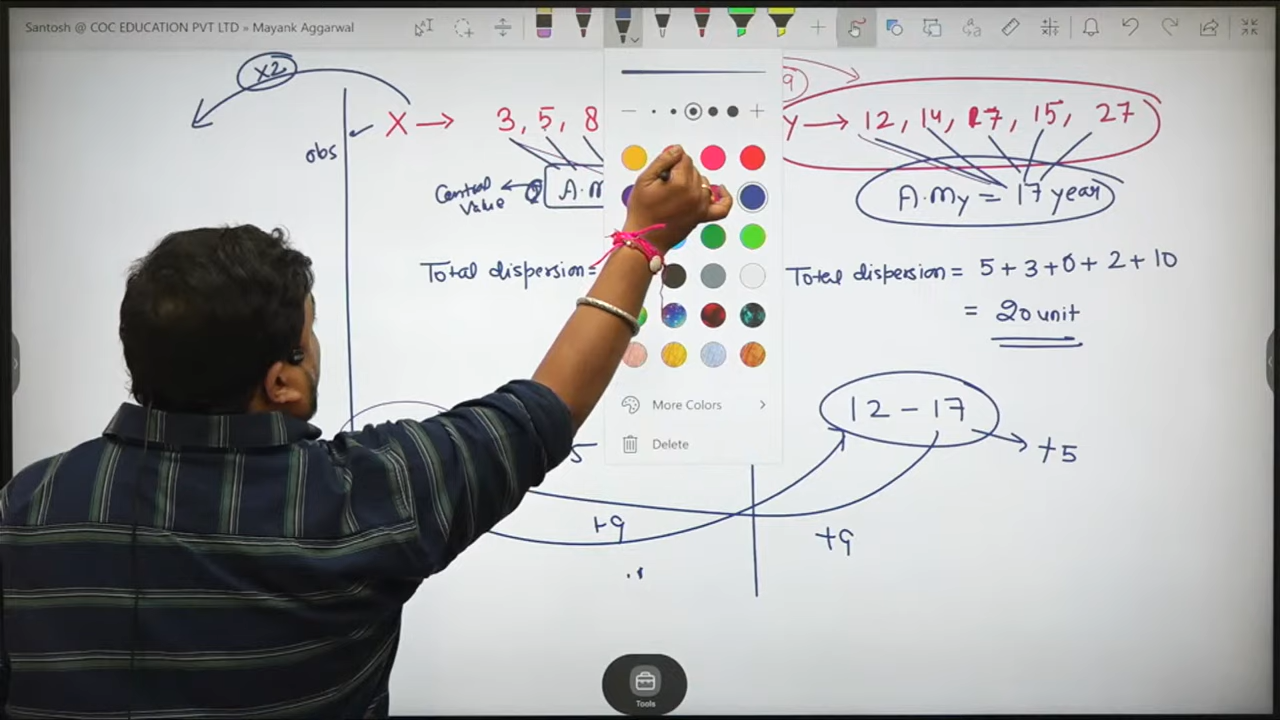 Santosh @ COC EDUCATION PVT LTD » Mayank Aggarwal
x2
9
X → 3, 5, 8
Y → 12, 14, 17, 15, 27
obs
Central Value
A.M
A.My = 17 year
Total dispersion =
Total dispersion = 5 + 3 + 0 + 2 + 10
= 20 unit
More Colors
Delete
12 - 17
5
+5
+9
+9
Tools